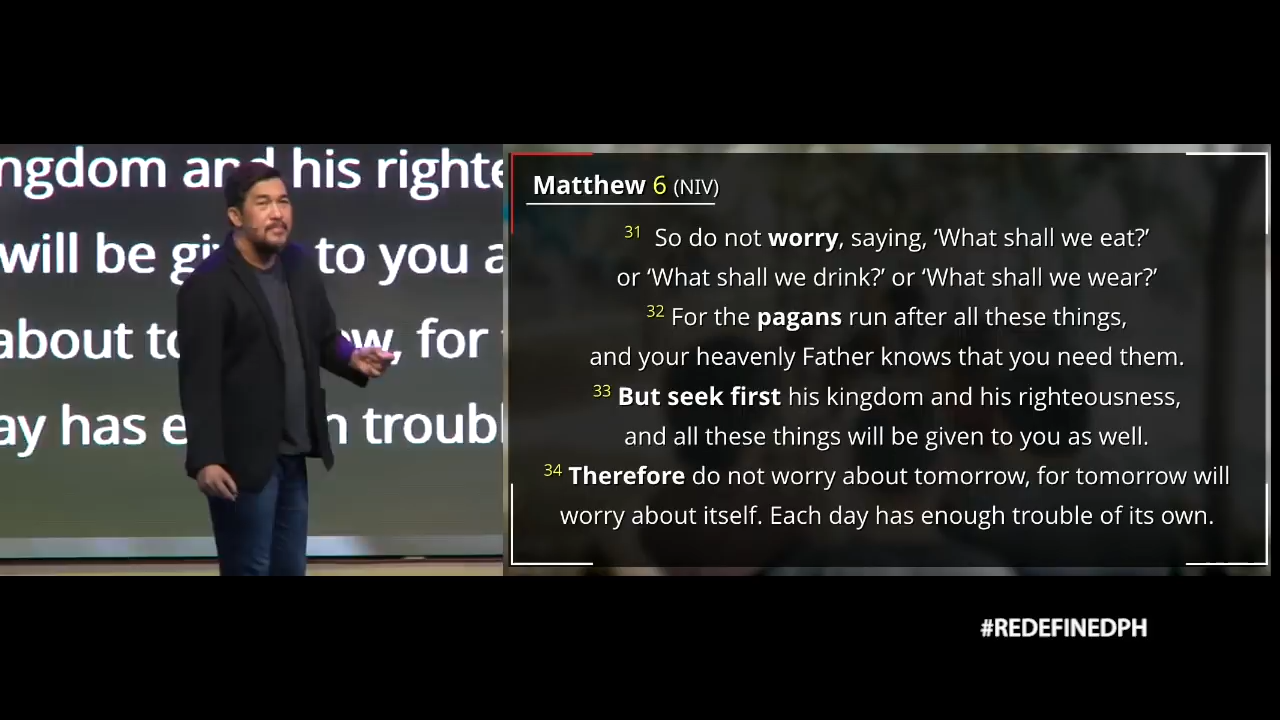 ngdom and his righte
will be gi to you a
about to ow, for
ay has e n troubl
Matthew 6 (NIV)
31 So do not worry, saying, ‘What shall we eat?’
or ‘What shall we drink?’ or ‘What shall we wear?’
32 For the pagans run after all these things,
and your heavenly Father knows that you need them.
33 But seek first his kingdom and his righteousness,
and all these things will be given to you as well.
34 Therefore do not worry about tomorrow, for tomorrow will
worry about itself. Each day has enough trouble of its own.
#REDEFINEDPH